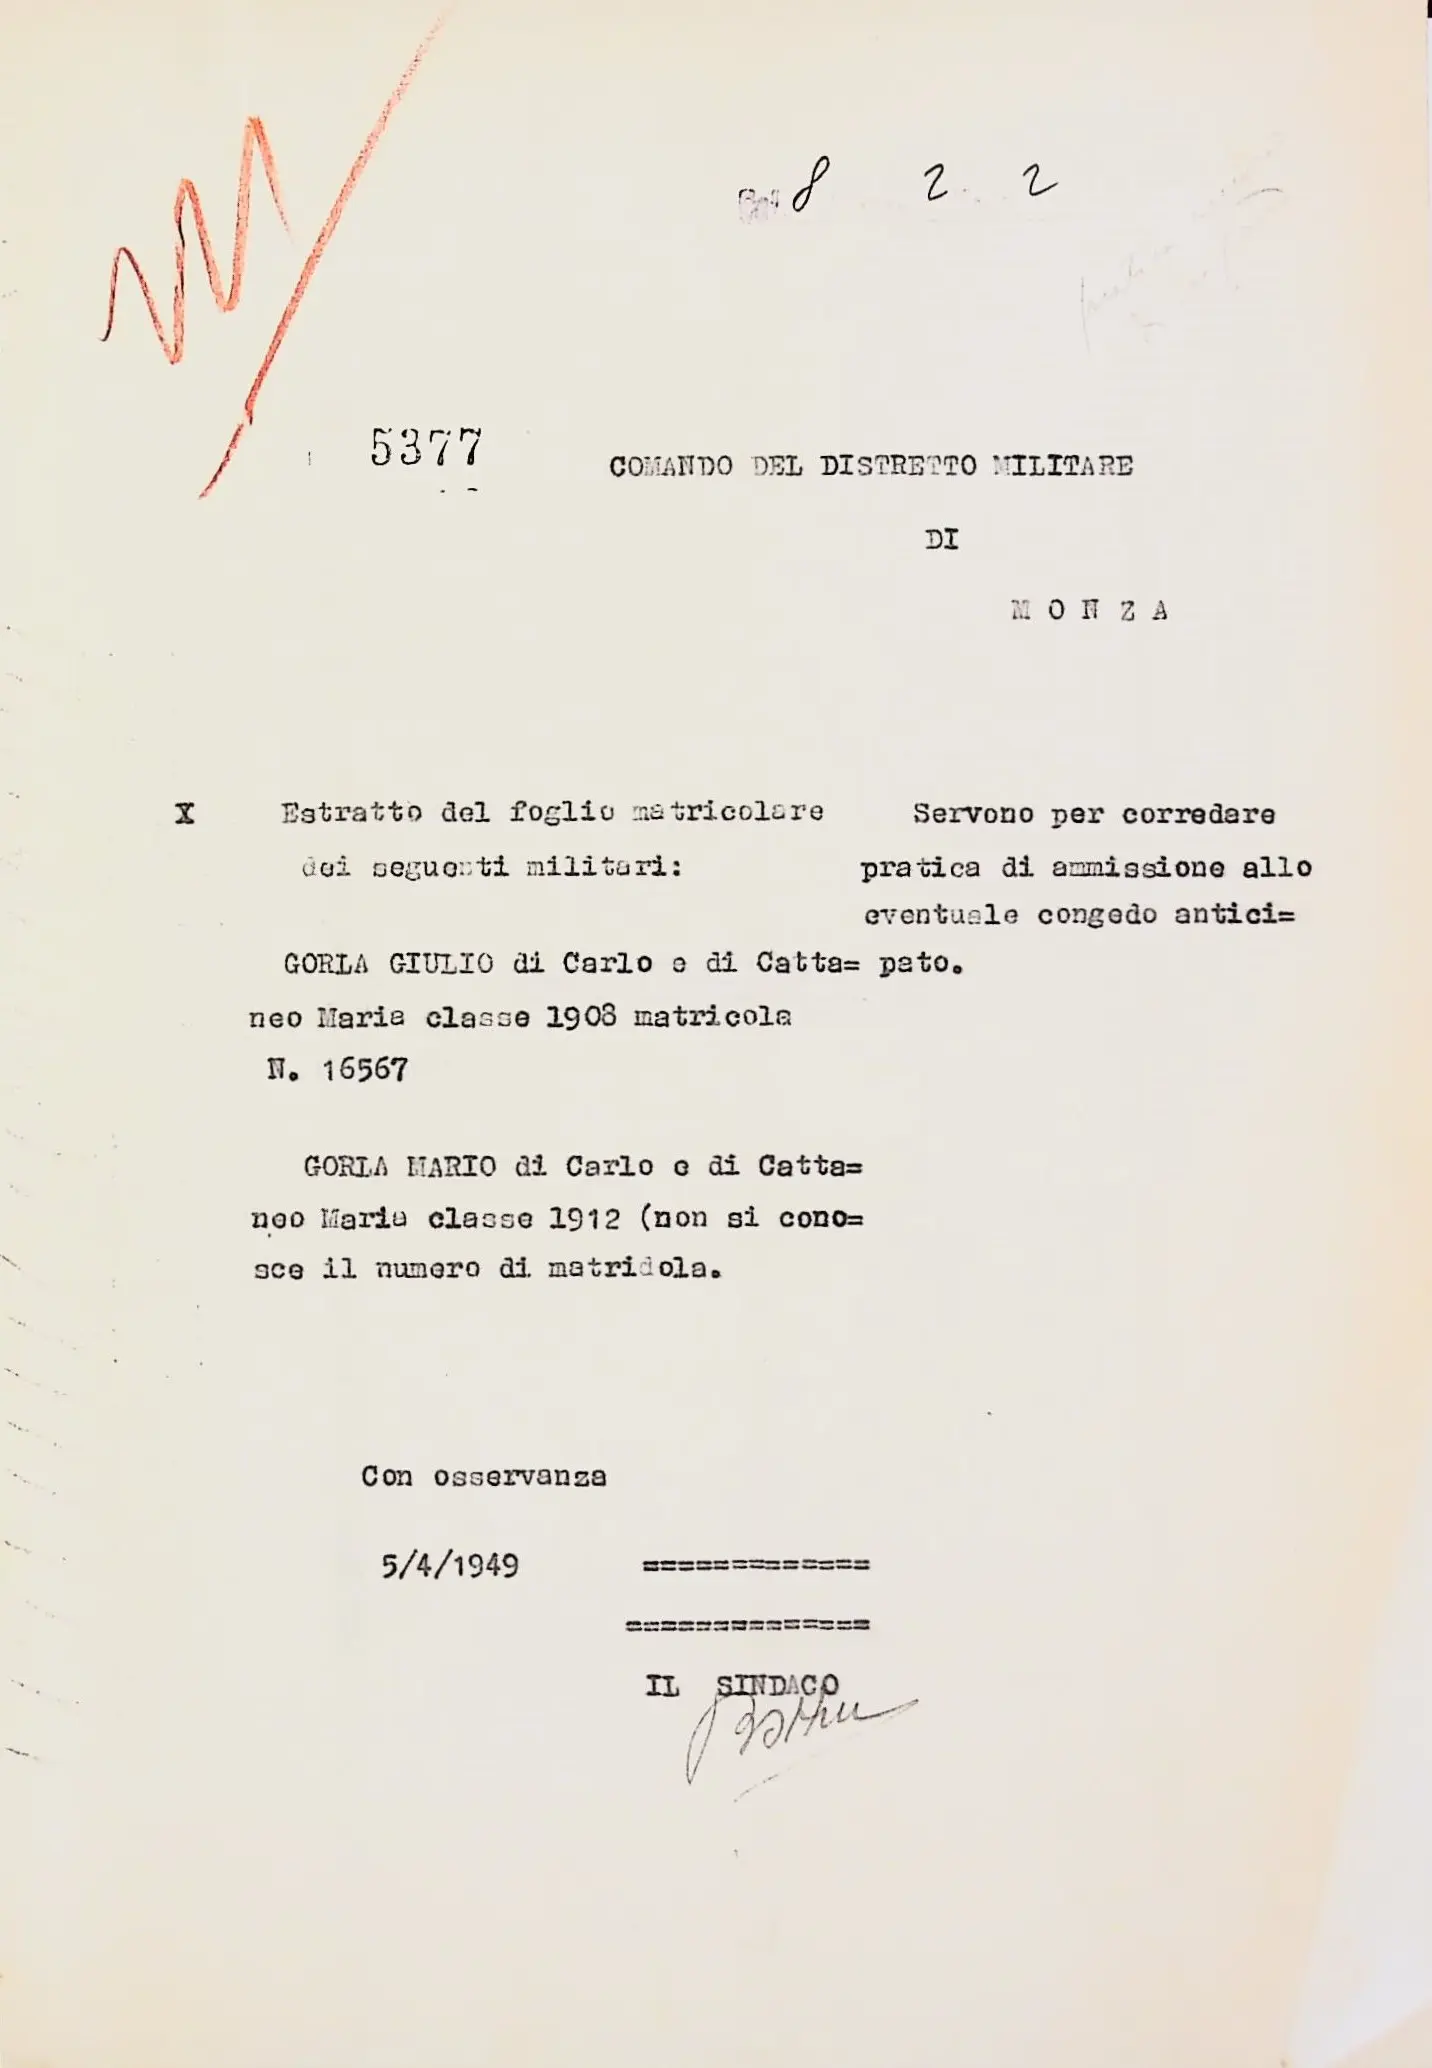 8 2 2
5377
COMANDO DEL DISTRETTO MILITARE
DI
MONZA
X Estratto del foglio matricolare
dei seguenti militari:
GORLA GIULIO di Carlo e di Catta=
neo Maria classe 1908 matricola
N. 16567
GORLA MARIO di Carlo e di Catta=
neo Maria classe 1912 (non si cono=
sce il numero di matridola.
Servono per corredare
pratica di ammissione allo
eventuale congedo antici=
pato.
Con osservanza
5/4/1949 =============
==============
IL SINDACO